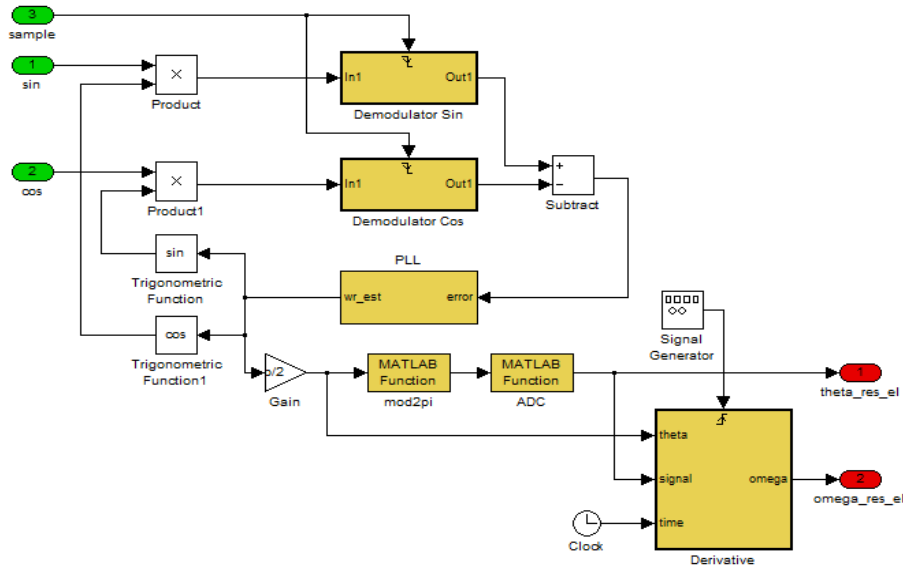 3
sample
1
sin
×
Product
In1
Out1
Demodulator Sin
2
cos
×
Product1
In1
Out1
Demodulator Cos
+
−
Subtract
sin
Trigonometric
Function
PLL
wr_est
error
cos
Trigonometric
Function1
Signal
Generator
/2
Gain
MATLAB
Function
mod2pi
MATLAB
Function
ADC
1
theta_res_el
theta
signal
omega
time
2
omega_res_el
Clock
Derivative